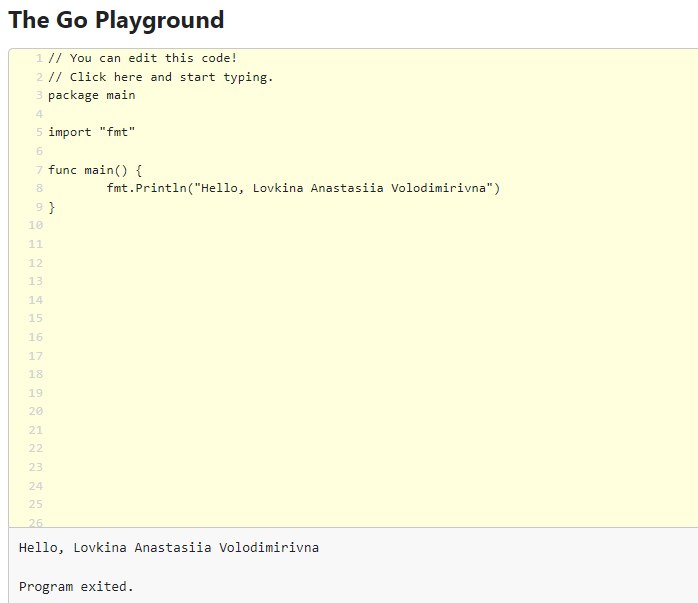 The Go Playground
1 // You can edit this code!
2 // Click here and start typing.
3 package main
4
5 import "fmt"
6
7 func main() {
8 fmt.Println("Hello, Lovkina Anastasiia Volodimirivna")
9 }
10
11
12
13
14
15
16
17
18
19
20
21
22
23
24
25
26
Hello, Lovkina Anastasiia Volodimirivna
Program exited.